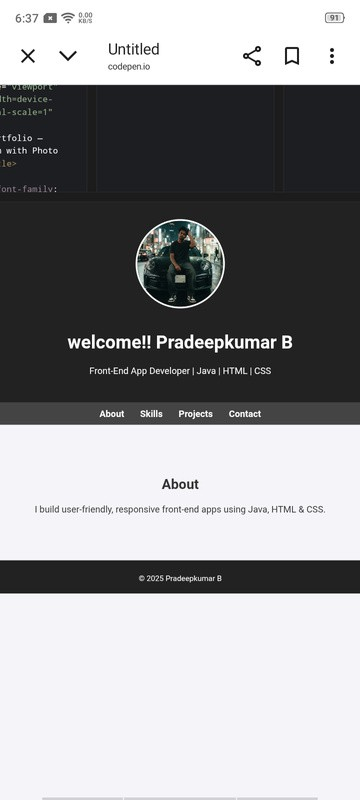 6:37
0.00
KB/S
91
Untitled
codepen.io
="viewport"
dth=device-
al-scale=1"
rtfolio –
n with Photo
tle>
font-family:
welcome!! Pradeepkumar B
Front-End App Developer | Java | HTML | CSS
About Skills Projects Contact
About
I build user-friendly, responsive front-end apps using Java, HTML & CSS.
© 2025 Pradeepkumar B